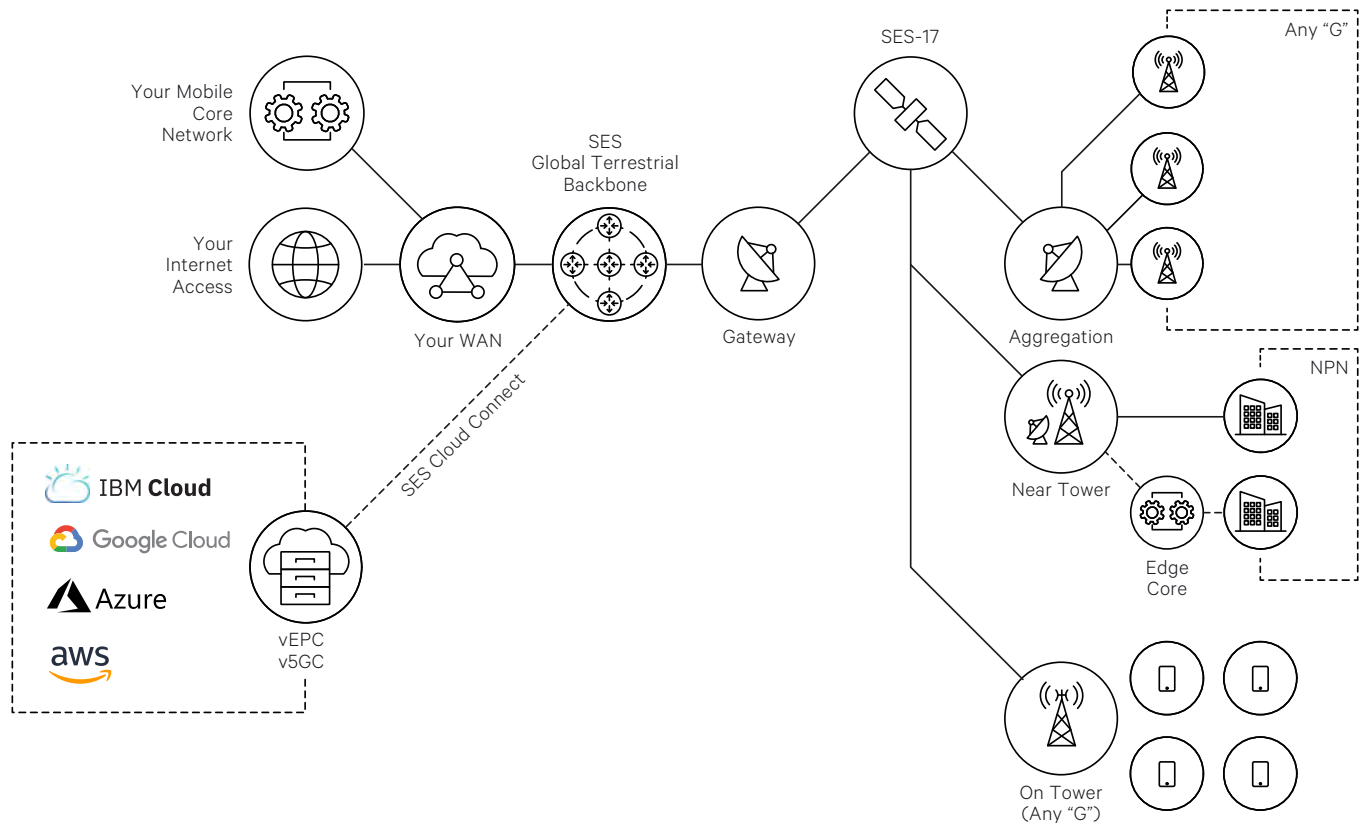 SES-17
Any “G”
Your Mobile
Core
Network
SES
Global Terrestrial
Backbone
Your
Internet
Access
Your WAN
Gateway
Aggregation
NPN
SES Cloud Connect
IBM Cloud
Google Cloud
Azure
aws
vEPC
v5GC
Near Tower
Edge
Core
On Tower
(Any “G”)